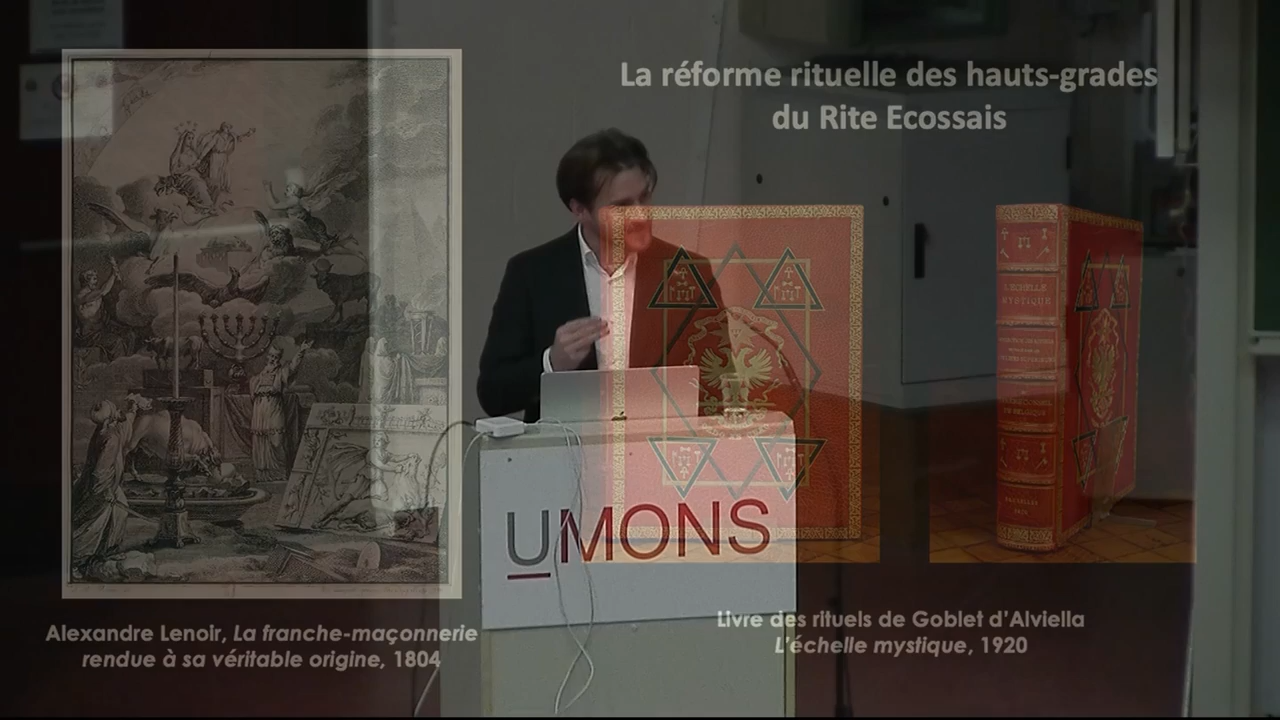 La réforme rituelle des hauts-grades
du Rite Ecossais
UMONS
L'ECHELLE
MYSTIQUE
BRUXELLES
Alexandre Lenoir, La franche-maçonnerie
rendue à sa véritable origine, 1804
Livre des rituels de Goblet d'Alviella
L'échelle mystique, 1920